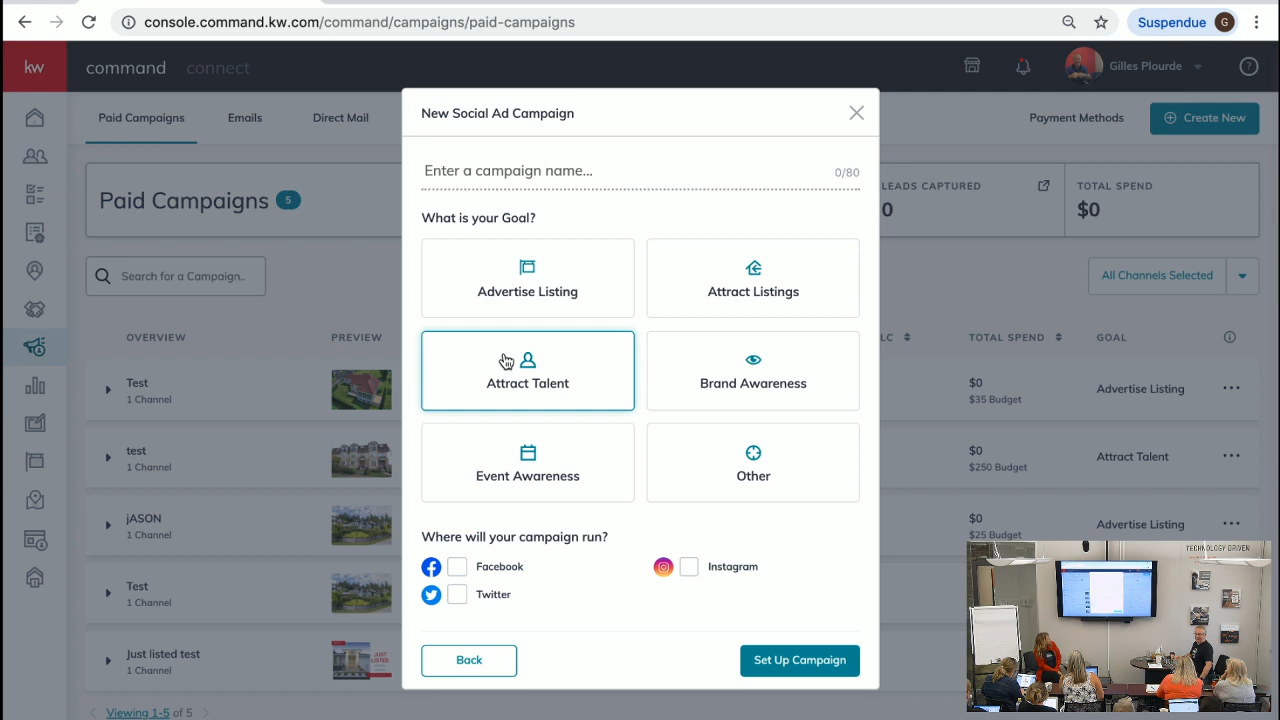 console.command.kw.com/command/campaigns/paid-campaigns
Suspendue
G
kw
command
connect
Gilles Plourde
Paid Campaigns
Emails
Direct Mail
Payment Methods
Create New
New Social Ad Campaign
Enter a campaign name...
0/80
Paid Campaigns
5
LEADS CAPTURED
0
TOTAL SPEND
$0
What is your Goal?
Advertise Listing
Attract Listings
Attract Talent
Brand Awareness
Event Awareness
Other
Search for a Campaign..
All Channels Selected
OVERVIEW
PREVIEW
LC
TOTAL SPEND
GOAL
Test
1 Channel
$0
$35 Budget
Advertise Listing
test
1 Channel
$0
$250 Budget
Attract Talent
jASON
1 Channel
$0
$25 Budget
Advertise Listing
Test
1 Channel
Just listed test
1 Channel
JUST
LISTED
Where will your campaign run?
Facebook
Instagram
Twitter
Back
Set Up Campaign
Viewing 1-5 of 5
TECHNOLOGY DRIVEN